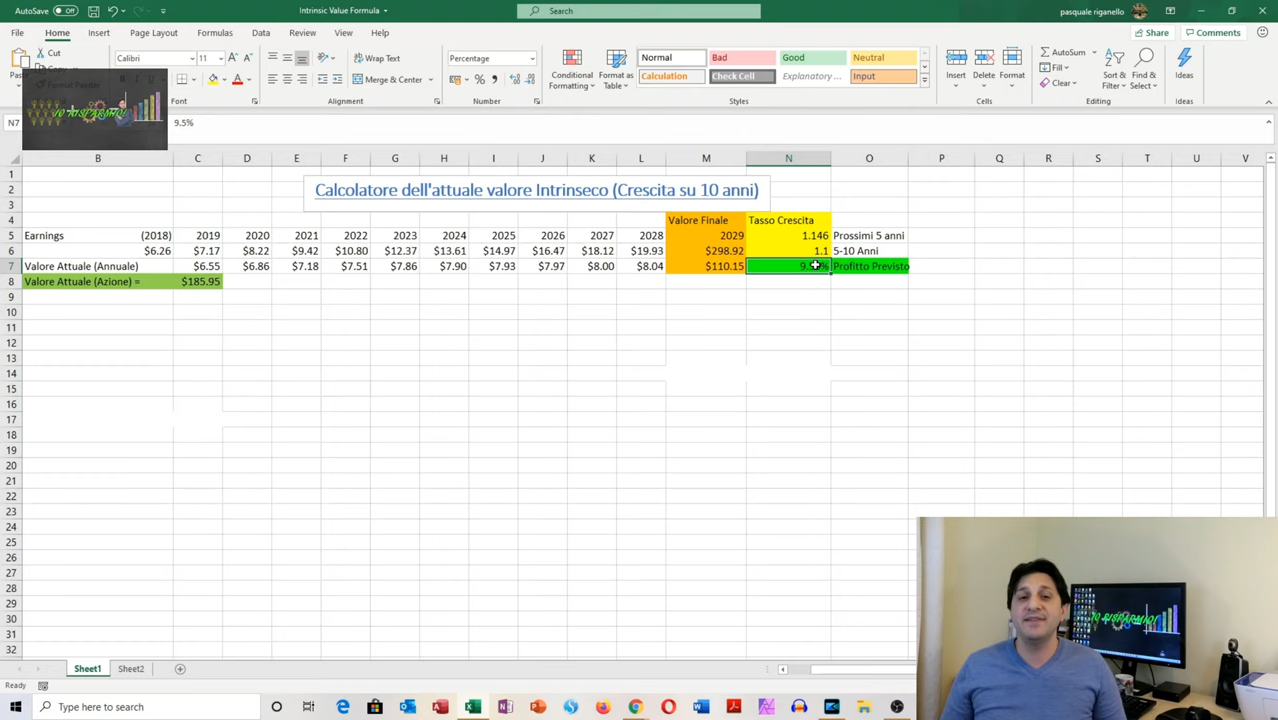 AutoSave Off
Intrinsic Value Formula
Search
pasquale riganello
File Home Insert Page Layout Formulas Data Review View Help
Share Comments
Cut
Copy
Format Painter
Calibri 11
Wrap Text
Merge & Center
Percentage
Conditional Formatting
Format as Table
Normal Bad Good Neutral
Calculation Check Cell Explanatory ... Input
Insert Delete Format
AutoSum
Fill
Clear
Sort & Filter
Find & Select
Ideas
Font Alignment Number Styles Cells Editing Ideas
IO RISPARMIO!
N7 9.5%
B C D E F G H I J K L M N O P Q R S T U V
1
2 Calcolatore dell'attuale valore Intrinseco (Crescita su 10 anni)
3
4 Valore Finale Tasso Crescita
5 Earnings (2018) 2019 2020 2021 2022 2023 2024 2025 2026 2027 2028 2029 1.146 Prossimi 5 anni
6 $6.26 $7.17 $8.22 $9.42 $10.80 $12.37 $13.61 $14.97 $16.47 $18.12 $19.93 $298.92 1.1 5-10 Anni
7 Valore Attuale (Annuale) $6.55 $6.86 $7.18 $7.51 $7.86 $7.90 $7.93 $7.97 $8.00 $8.04 $110.15 Profitto Previsto
8 Valore Attuale (Azione) = $185.95
9
10
11
12
13
14
15
16
17
18
19
20
21
22
23
24
25
26
27
28
29
30
31
32
IO RISPARMIO!
Sheet1 Sheet2
Ready
Type here to search